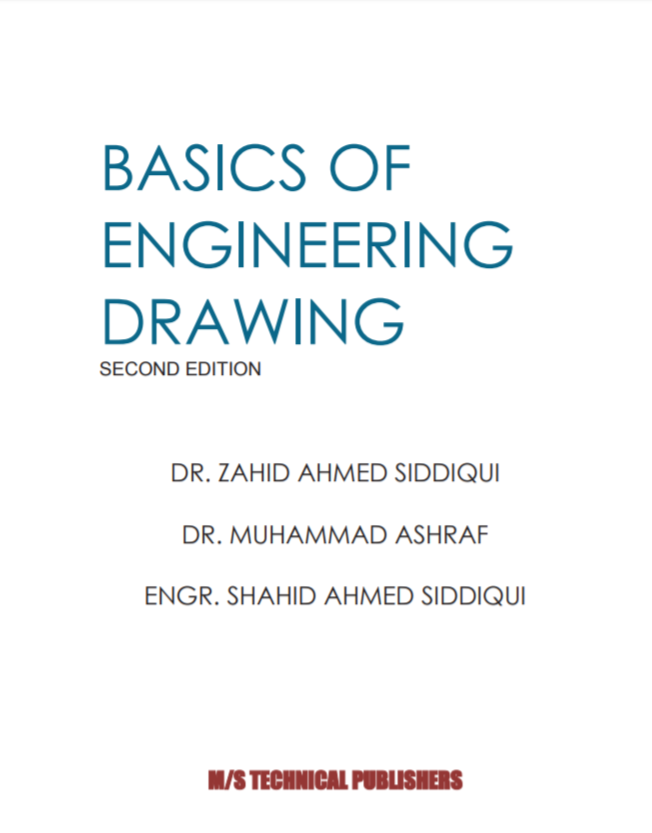 BASICS OF
ENGINEERING
DRAWING
SECOND EDITION
DR. ZAHID AHMED SIDDIQUI
DR. MUHAMMAD ASHRAF
ENGR. SHAHID AHMED SIDDIQUI
M/S TECHNICAL PUBLISHERS